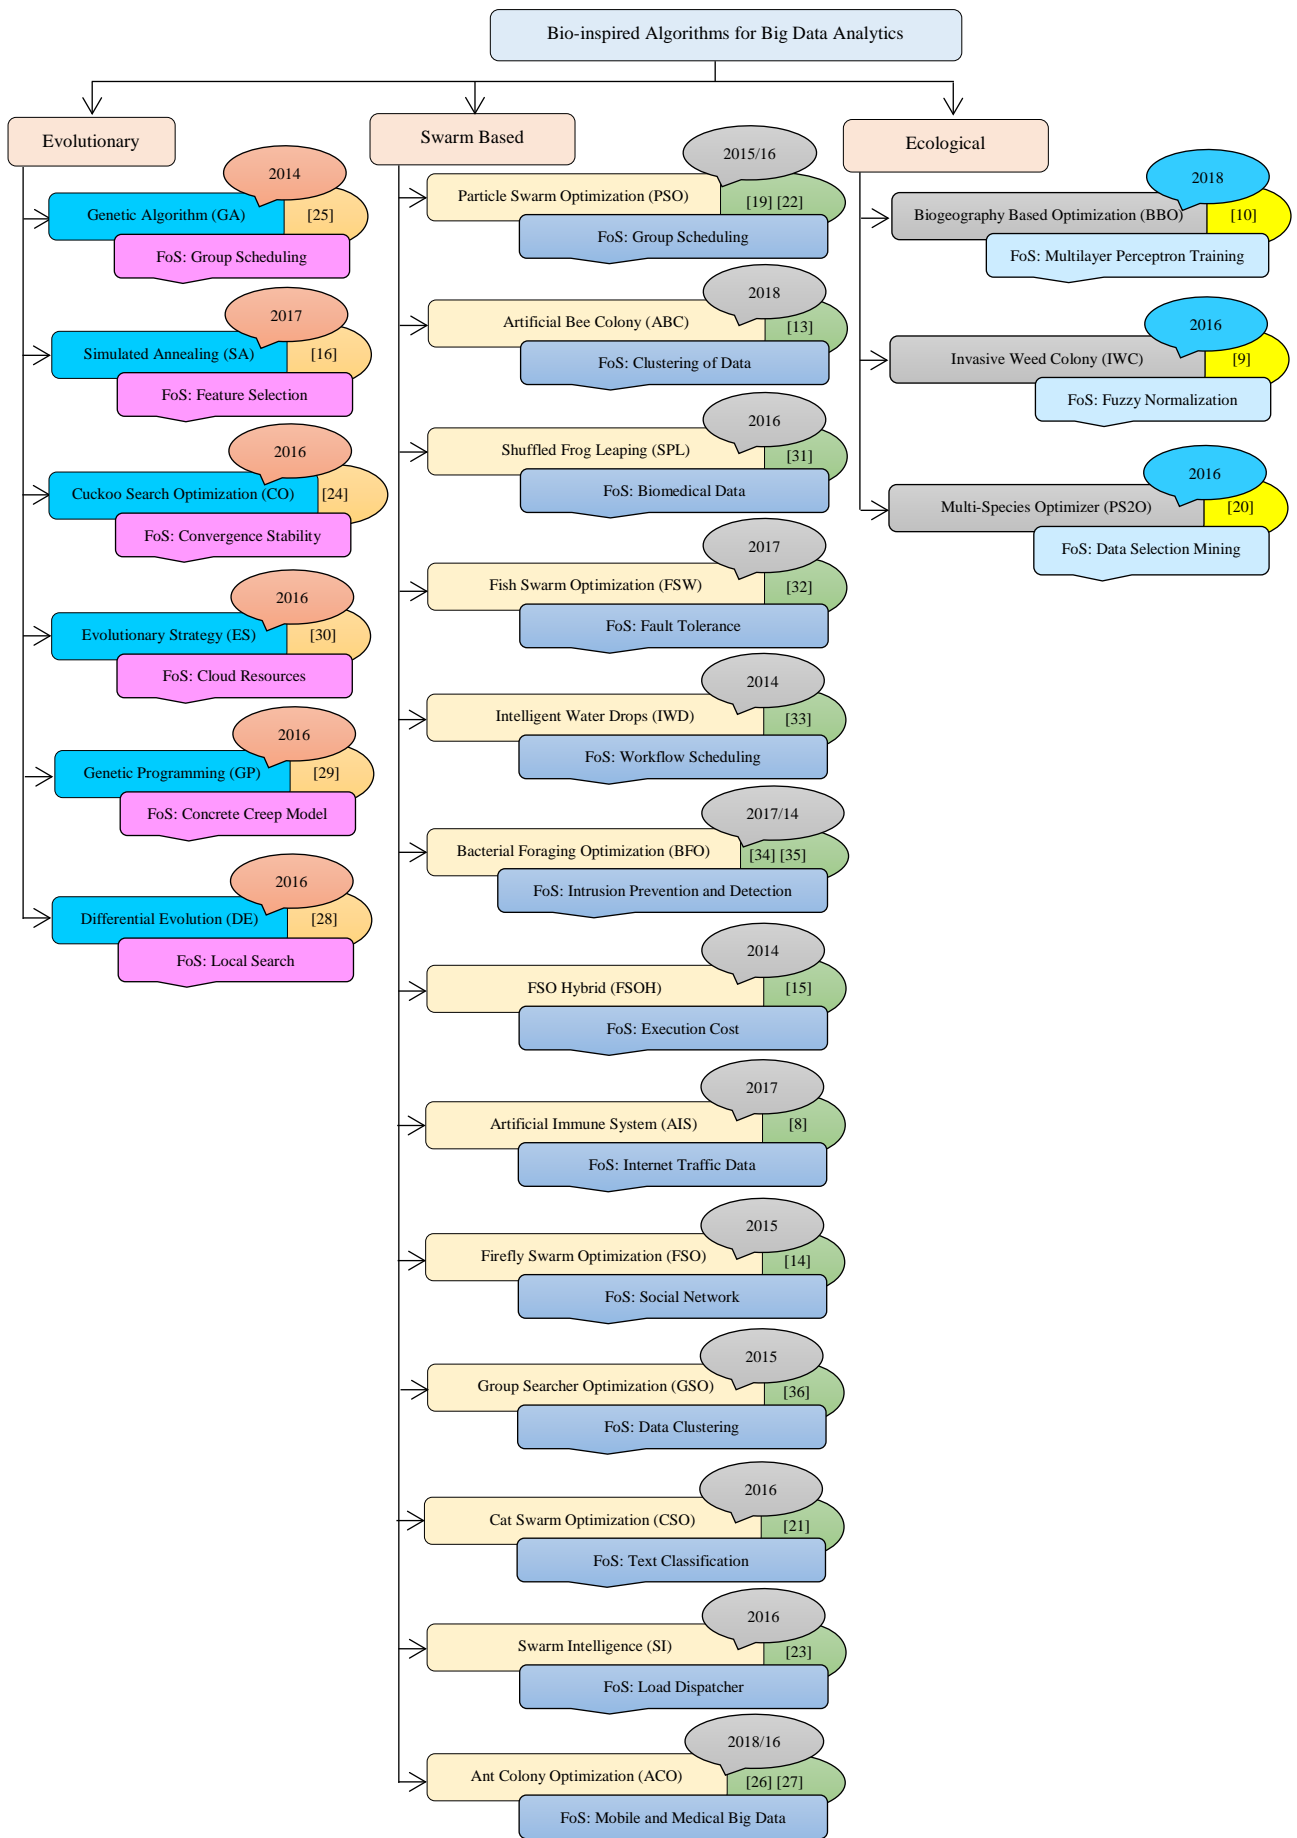 Bio-inspired Algorithms for Big Data Analytics
Evolutionary
2014
Genetic Algorithm (GA)
[25]
FoS: Group Scheduling
2017
Simulated Annealing (SA)
[16]
FoS: Feature Selection
2016
Cuckoo Search Optimization (CO)
[24]
FoS: Convergence Stability
2016
Evolutionary Strategy (ES)
[30]
FoS: Cloud Resources
2016
Genetic Programming (GP)
[29]
FoS: Concrete Creep Model
2016
Differential Evolution (DE)
[28]
FoS: Local Search
Swarm Based
2015/16
Particle Swarm Optimization (PSO)
[19] [22]
FoS: Group Scheduling
2018
Artificial Bee Colony (ABC)
[13]
FoS: Clustering of Data
2016
Shuffled Frog Leaping (SPL)
[31]
FoS: Biomedical Data
2017
Fish Swarm Optimization (FSW)
[32]
FoS: Fault Tolerance
2014
Intelligent Water Drops (IWD)
[33]
FoS: Workflow Scheduling
2017/14
Bacterial Foraging Optimization (BFO)
[34] [35]
FoS: Intrusion Prevention and Detection
2014
FSO Hybrid (FSOH)
[15]
FoS: Execution Cost
2017
Artificial Immune System (AIS)
[8]
FoS: Internet Traffic Data
2015
Firefly Swarm Optimization (FSO)
[14]
FoS: Social Network
2015
Group Searcher Optimization (GSO)
[36]
FoS: Data Clustering
2016
Cat Swarm Optimization (CSO)
[21]
FoS: Text Classification
2016
Swarm Intelligence (SI)
[23]
FoS: Load Dispatcher
2018/16
Ant Colony Optimization (ACO)
[26] [27]
FoS: Mobile and Medical Big Data
Ecological
2018
Biogeography Based Optimization (BBO)
[10]
FoS: Multilayer Perceptron Training
2016
Invasive Weed Colony (IWC)
[9]
FoS: Fuzzy Normalization
2016
Multi-Species Optimizer (PS2O)
[20]
FoS: Data Selection Mining